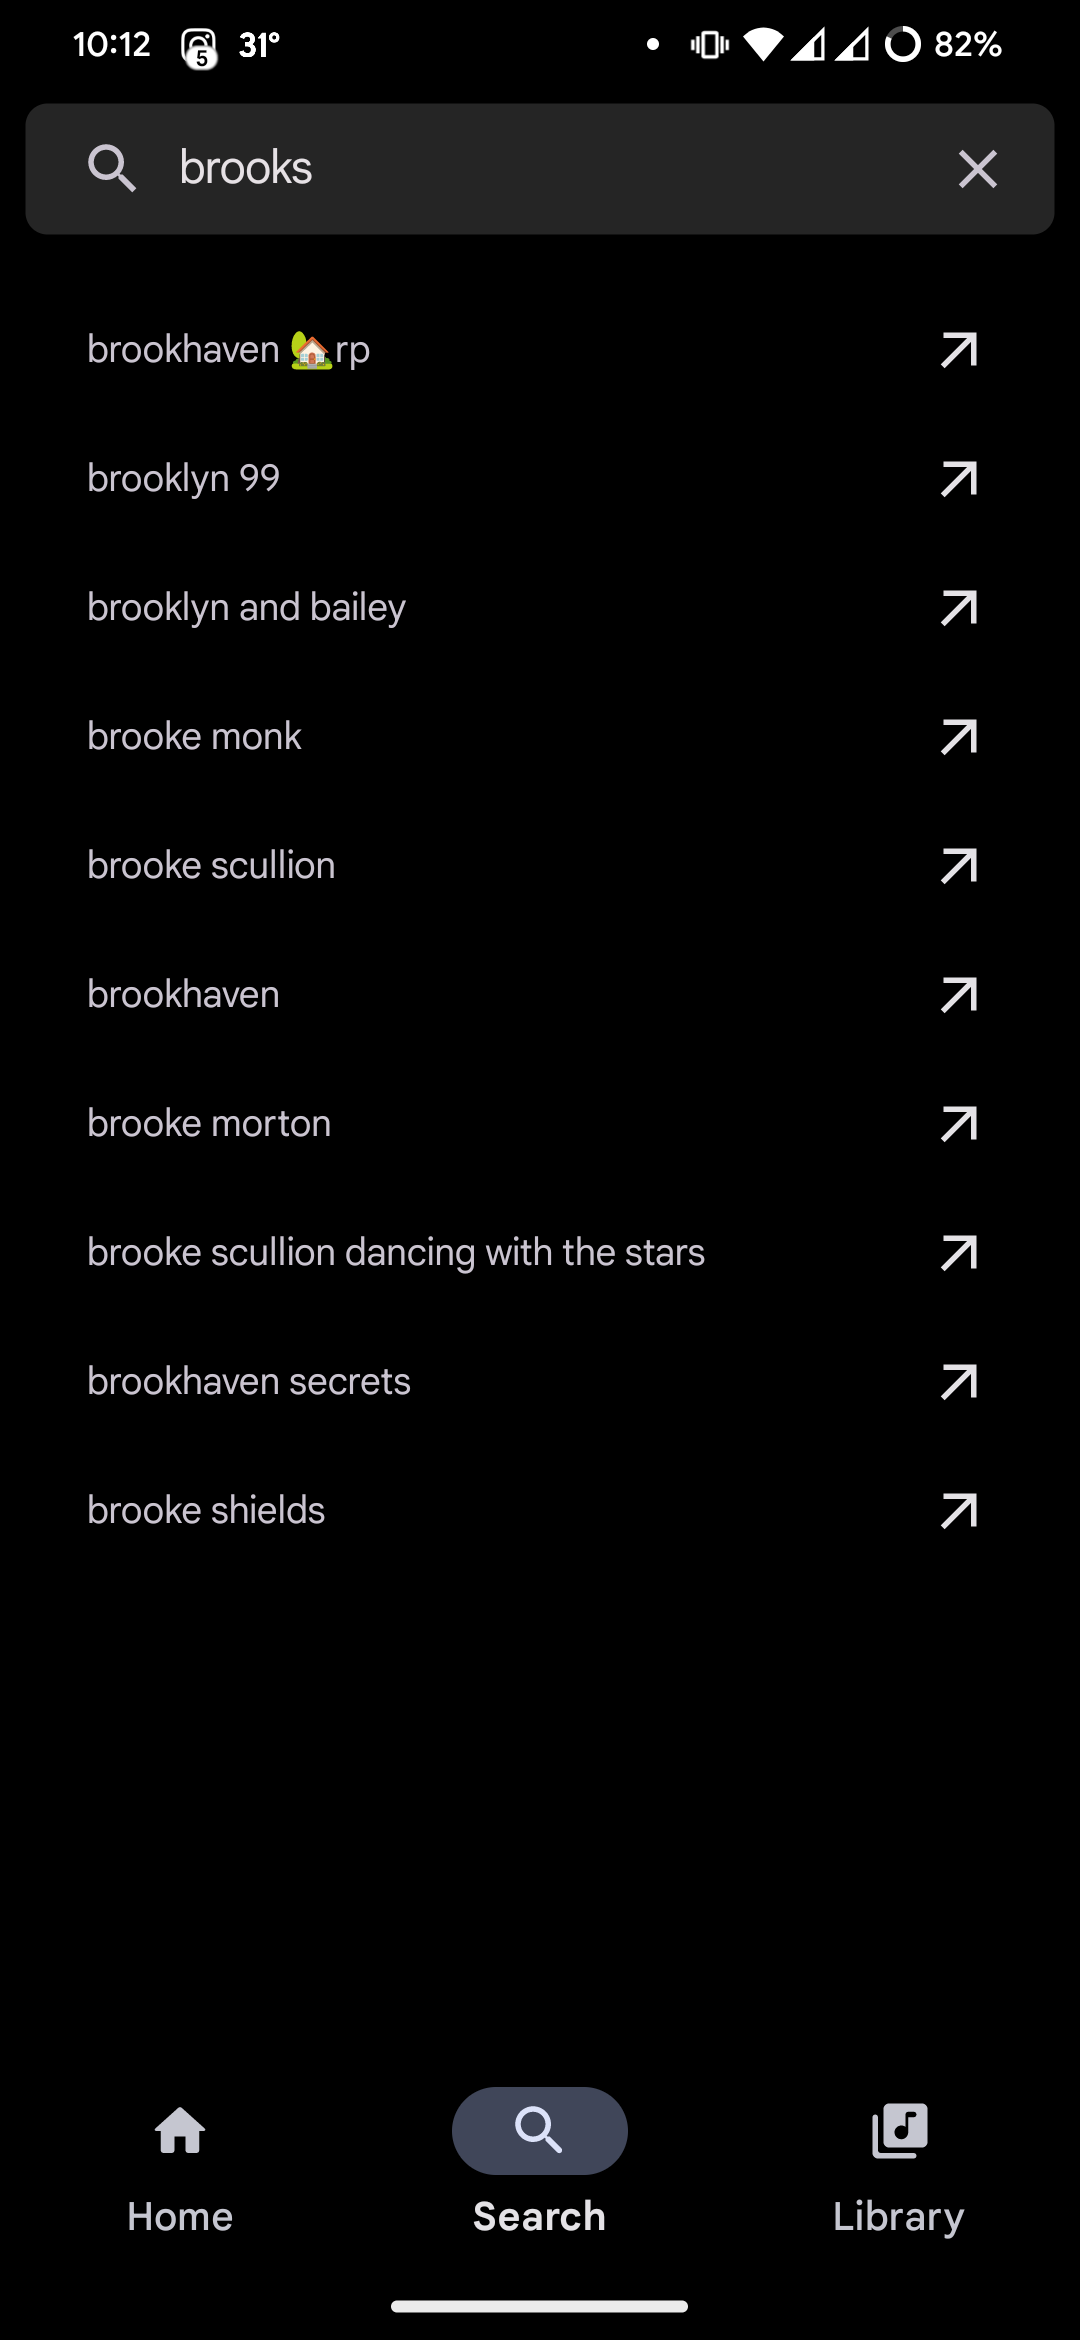 10:12 5 31° 82%
brooks
brookhaven 🏡rp
brooklyn 99
brooklyn and bailey
brooke monk
brooke scullion
brookhaven
brooke morton
brooke scullion dancing with the stars
brookhaven secrets
brooke shields
Home Search Library